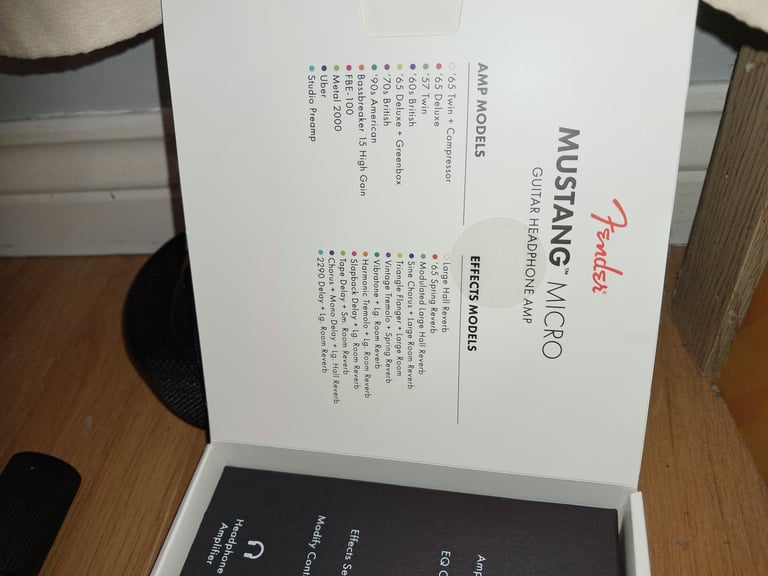 Fender
MUSTANG™ MICRO
GUITAR HEADPHONE AMP
AMP MODELS
'65 Twin + Compressor
'65 Deluxe
'57 Twin
'60s British
'65 Deluxe + Greenbox
'70s British
'90s American
Bassbreaker 15 High Gain
FBE-100
Metal 2000
Uber
Studio Preamp
EFFECTS MODELS
Large Hall Reverb
'65 Spring Reverb
Modulated Large Hall Reverb
Sine Chorus + Large Room Reverb
Triangle Flanger + Large Room
Vintage Tremolo + Spring Reverb
Vibratone + Lg. Room Reverb
Harmonic Tremolo + Lg. Room Reverb
Slapback Delay + Lg. Room Reverb
Tape Delay + Sm. Room Reverb
Chorus + Mono Delay + Lg. Hall Reverb
2290 Delay + Lg. Room Reverb
Amp
EQ C
Effects Se
Modify Cont
Headphone
Amplifier